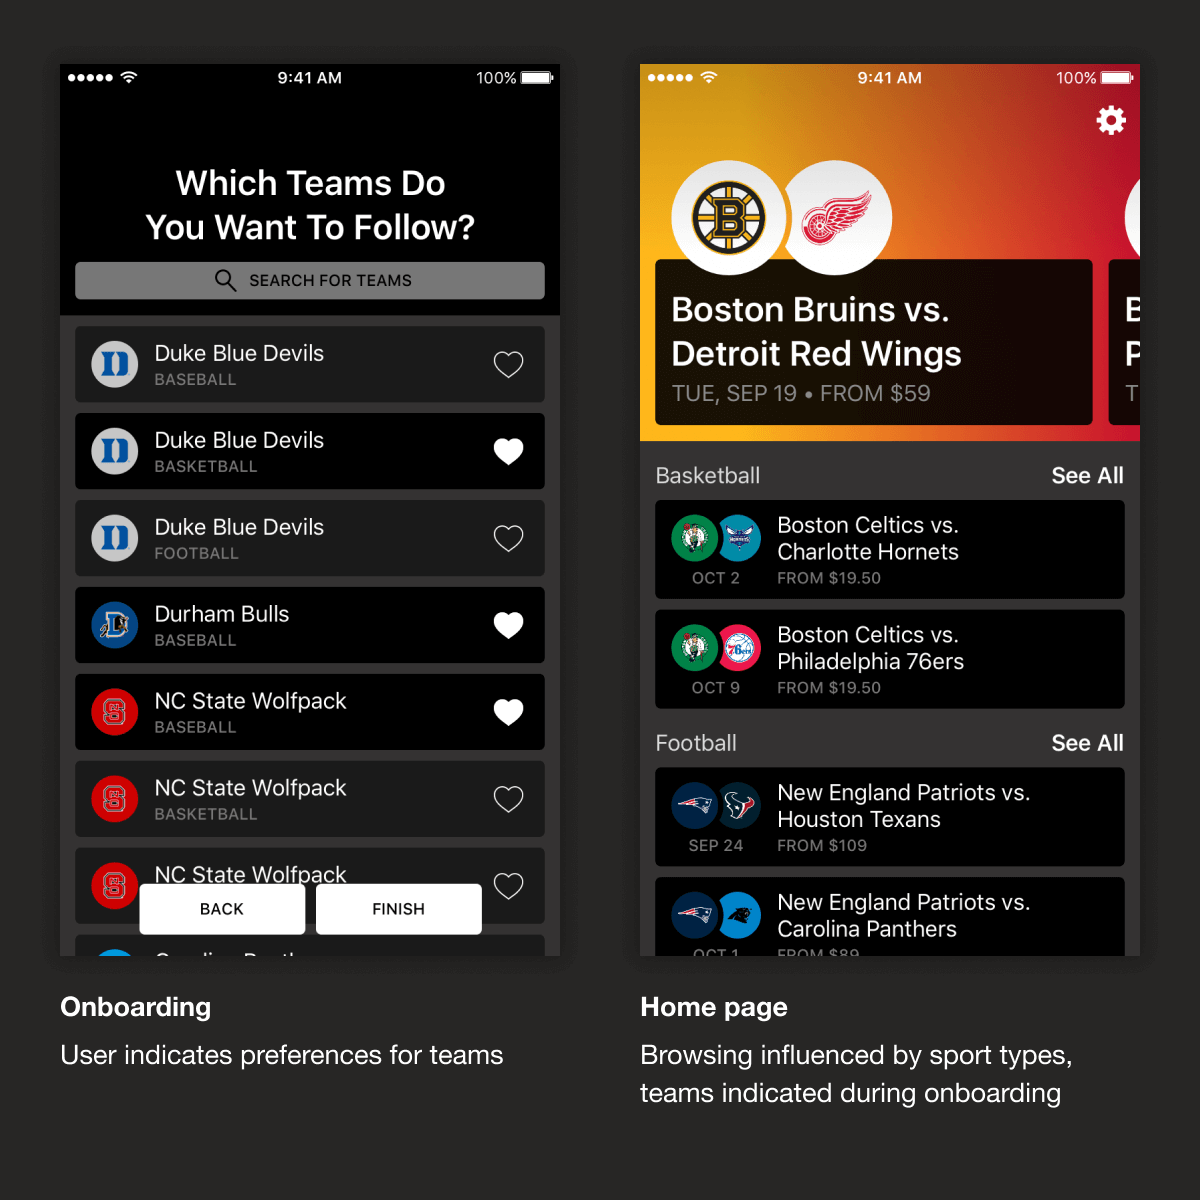 9:41 AM
100%
Which Teams Do
You Want To Follow?
SEARCH FOR TEAMS
Duke Blue Devils
BASEBALL
Duke Blue Devils
BASKETBALL
Duke Blue Devils
FOOTBALL
Durham Bulls
BASEBALL
NC State Wolfpack
BASEBALL
NC State Wolfpack
BASKETBALL
NC State Wolfpack
BACK
FINISH
Onboarding
User indicates preferences for teams
9:41 AM
100%
B
Boston Bruins vs.
Detroit Red Wings
TUE, SEP 19 • FROM $59
B
P
T
Basketball
See All
Boston Celtics vs.
Charlotte Hornets
OCT 2
FROM $19.50
76ers
Boston Celtics vs.
Philadelphia 76ers
OCT 9
FROM $19.50
Football
See All
New England Patriots vs.
Houston Texans
SEP 24
FROM $109
New England Patriots vs.
Carolina Panthers
OCT 1
FROM $89
Home page
Browsing influenced by sport types,
teams indicated during onboarding